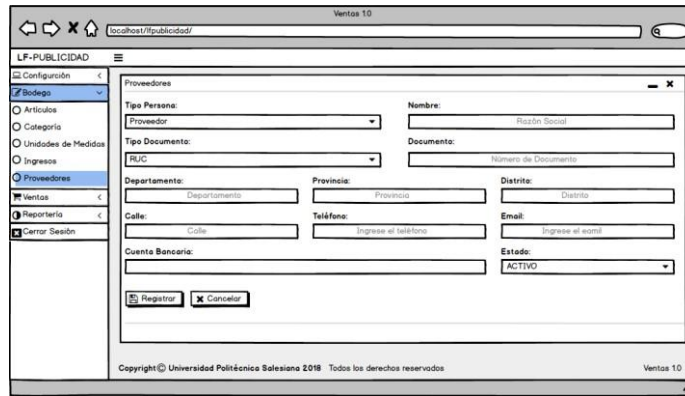 Ventas 1.0
localhost/lfpublicidad/
LF-PUBLICIDAD
Configurción
Bodega
Artículos
Categoría
Unidades de Medidas
Ingresos
Proveedores
Ventas
Reportería
Cerrar Sesión
Proveedores
Tipo Persona: Nombre:
Proveedor Razón Social
Tipo Documento: Documento:
RUC Número de Documento
Departamento: Provincia: Distrito:
Departamento Provincia Distrito
Calle: Teléfono: Email:
Calle Ingrese el teléfono Ingrese el eamil
Cuenta Bancaria: Estado:
ACTIVO
Registrar Cancelar
Copyright © Universidad Politécnica Salesiana 2018 Todos los derechos reservados Ventas 1.0